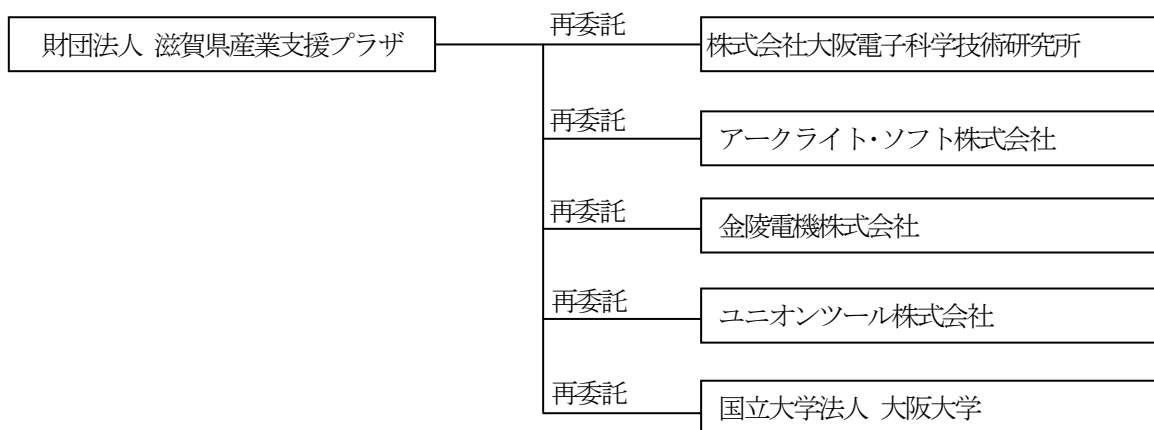 再委託
財団法人 滋賀県産業支援プラザ
株式会社大阪電子科学技術研究所
再委託
アークライト・ソフト株式会社
再委託
金陵電機株式会社
再委託
ユニオンツール株式会社
再委託
国立大学法人 大阪大学